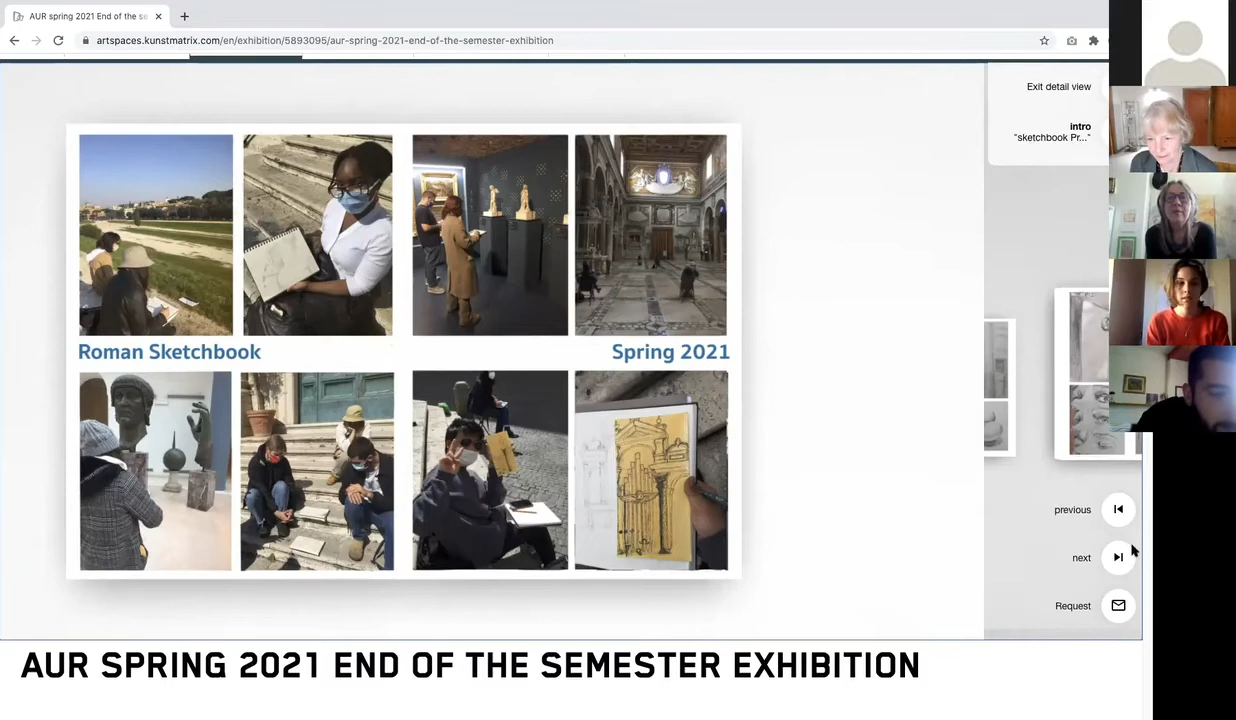 AUR spring 2021 End of the se
artspaces.kunstmatrix.com/en/exhibition/5893095/aur-spring-2021-end-of-the-semester-exhibition
Exit detail view
intro
"sketchbook Pr..."
Roman Sketchbook
Spring 2021
previous
next
Request
AUR SPRING 2021 END OF THE SEMESTER EXHIBITION